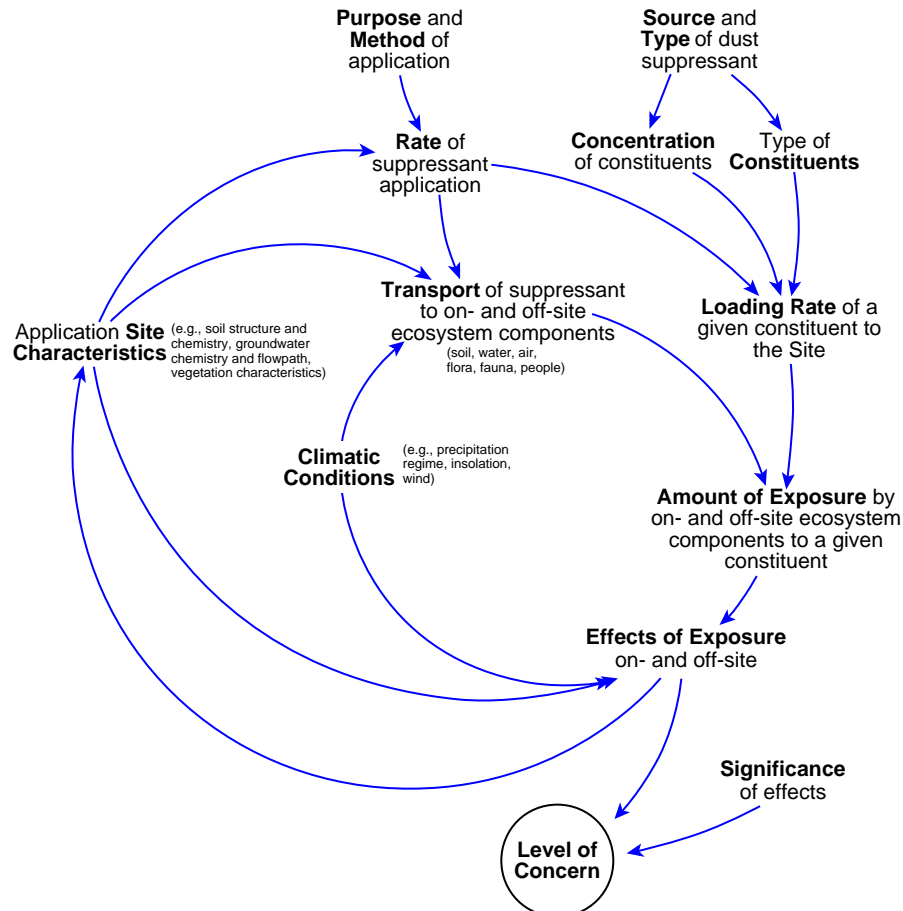 Purpose and
Method of
application
Source and
Type of dust
suppressant
Concentration
of constituents
Type of
Constituents
Rate of
suppressant
application
Transport of suppressant
to on- and off-site
ecosystem components
(soil, water, air,
flora, fauna, people)
Loading Rate of a
given constituent to
the Site
Application Site
Characteristics
(e.g., soil structure and
chemistry, groundwater
chemistry and flowpath,
vegetation characteristics)
Climatic
Conditions
(e.g., precipitation
regime, insolation,
wind)
Amount of Exposure by
on- and off-site ecosystem
components to a given
constituent
Effects of Exposure
on- and off-site
Significance
of effects
Level of
Concern